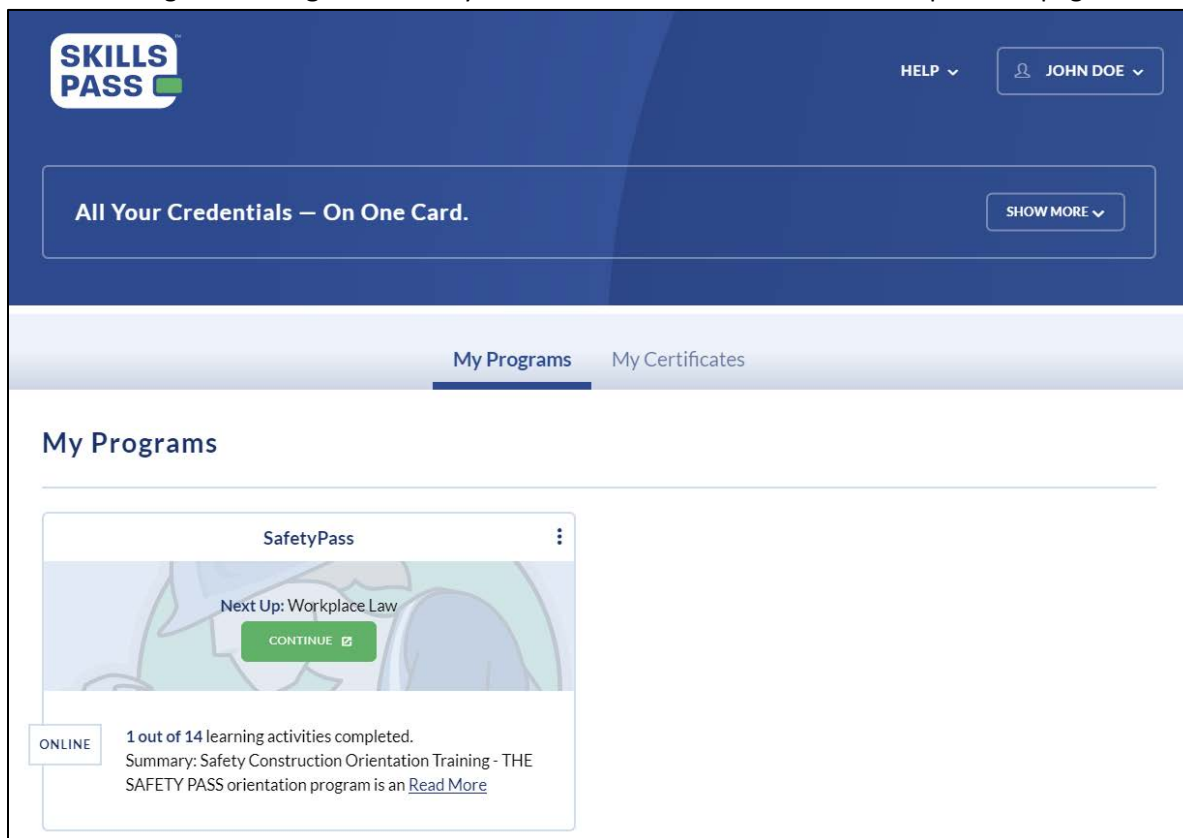 SKILLS
PASS
HELP
JOHN DOE
All Your Credentials — On One Card.
SHOW MORE
My Programs My Certificates
My Programs
SafetyPass
Next Up: Workplace Law
CONTINUE
ONLINE
1 out of 14 learning activities completed.
Summary: Safety Construction Orientation Training - THE
SAFETY PASS orientation program is an Read More